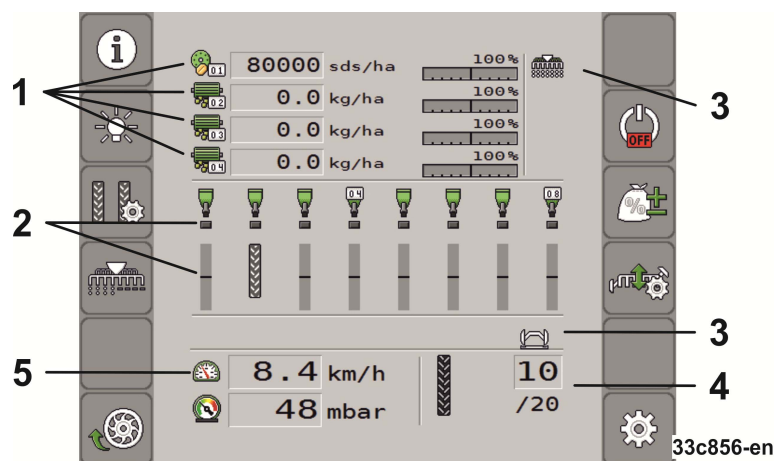 01 80000 sds/ha 100%
02 0.0 kg/ha 100%
03 0.0 kg/ha 100%
04 0.0 kg/ha 100%
1
3
OFF
04 08
%
2
3
5 8.4 km/h 10
4
48 mbar /20
33c856-en